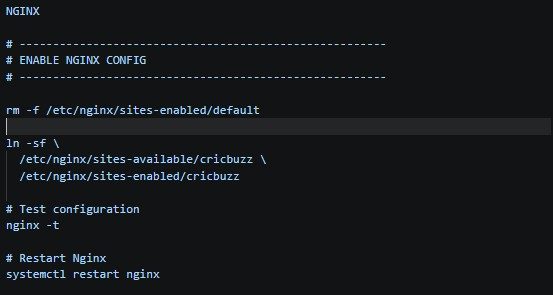 NGINX
# -------------------------------------------------------
# ENABLE NGINX CONFIG
# -------------------------------------------------------
rm -f /etc/nginx/sites-enabled/default
ln -sf \
/etc/nginx/sites-available/cricbuzz \
/etc/nginx/sites-enabled/cricbuzz
# Test configuration
nginx -t
# Restart Nginx
systemctl restart nginx